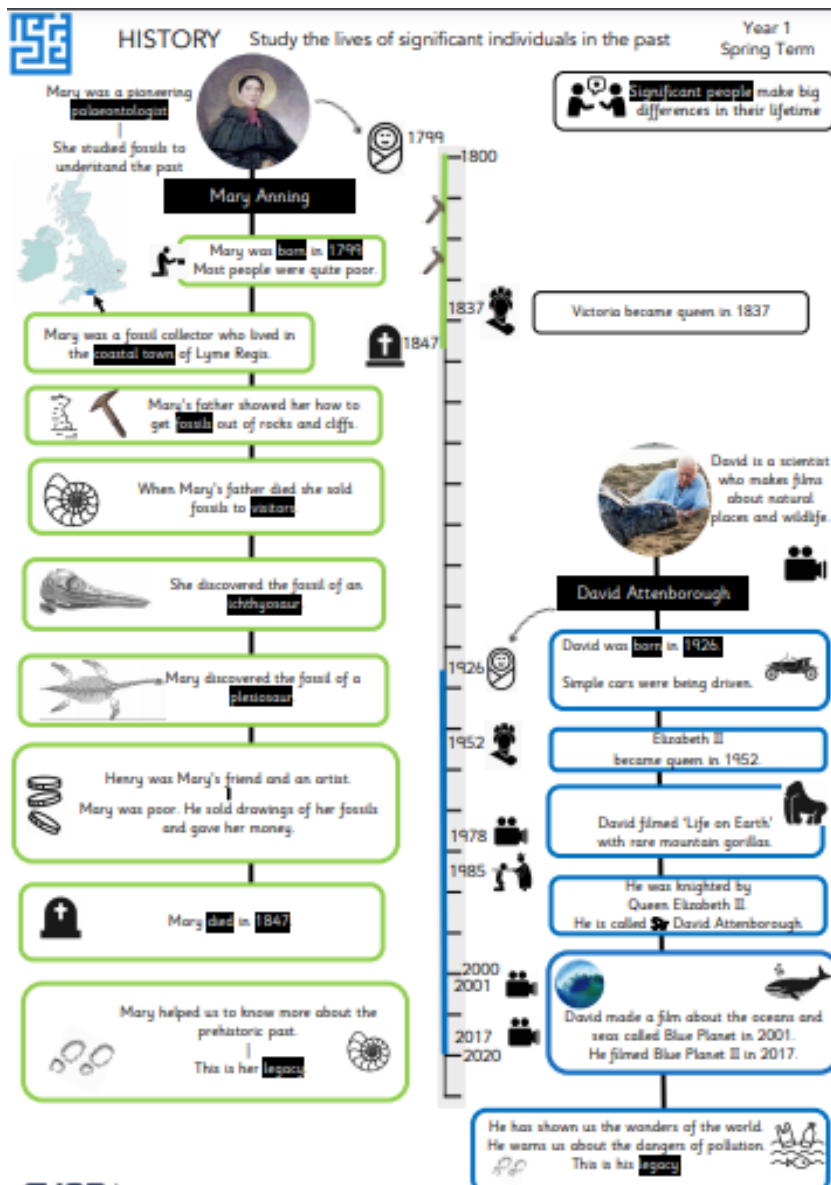 HISTORY
Study the lives of significant individuals in the past
Year 1
Spring Term
Mary was a pioneering
palaeontologist
She studied fossils to
understand the past
Mary Anning
Significant people make big
differences in their lifetime
1799
1800
Mary was born in 1799
Most people were quite poor.
1837
Victoria became queen in 1837
1847
Mary was a fossil collector who lived in
the coastal town of Lyme Regis.
Mary's father showed her how to
get fossils out of rocks and cliffs.
When Mary's father died she sold
fossils to visitors.
She discovered the fossil of an
ichthyosaur.
Mary discovered the fossil of a
plesiosaur.
Henry was Mary's friend and an artist.
Mary was poor. He sold drawings of her fossils
and gave her money.
Mary died in 1847.
Mary helped us to know more about the
prehistoric past.
This is her legacy.
David is a scientist
who makes films
about natural
places and wildlife.
David Attenborough
1926
David was born in 1926.
Simple cars were being driven.
1952
Elizabeth II
became queen in 1952.
1978
David filmed 'Life on Earth'
with rare mountain gorillas.
1985
He was knighted by
Queen Elizabeth II.
He is called Sir David Attenborough
2000
2001
2017
2020
David made a film about the oceans and
seas called Blue Planet in 2001.
He filmed Blue Planet II in 2017.
He has shown us the wonders of the world.
He warns us about the dangers of pollution.
This is his legacy